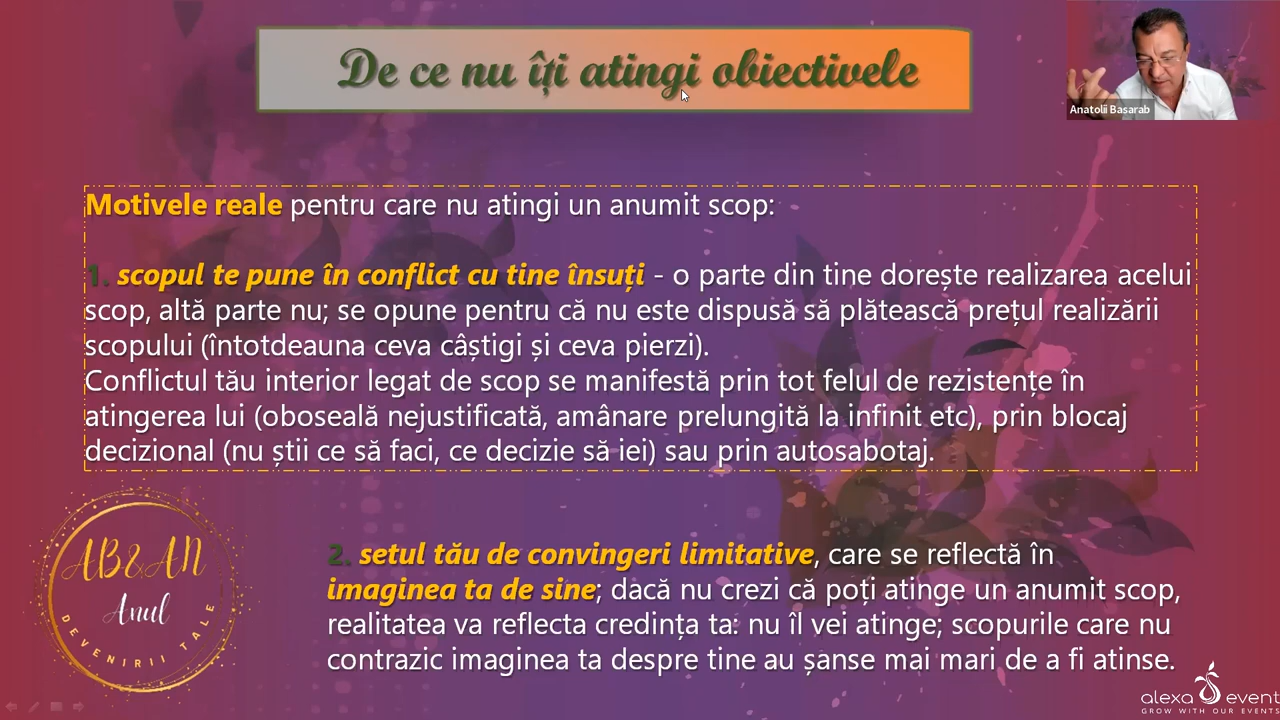 De ce nu îți atingi obiectivele
Anatolii Basarab
Motivele reale pentru care nu atingi un anumit scop:
1. scopul te pune în conflict cu tine însuți - o parte din tine dorește realizarea acelui
scop, altă parte nu; se opune pentru că nu este dispusă să plătească prețul realizării
scopului (întotdeauna ceva câștigi și ceva pierzi).
Conflictul tău interior legat de scop se manifestă prin tot felul de rezistențe în
atingerea lui (oboseală nejustificată, amânare prelungită la infinit etc), prin blocaj
decizional (nu știi ce să faci, ce decizie să iei) sau prin autosabotaj.
AB&AN
Anul
DEVENIRII TALE
2. setul tău de convingeri limitative, care se reflectă în
imaginea ta de sine; dacă nu crezi că poți atinge un anumit scop,
realitatea va reflecta credința ta: nu îl vei atinge; scopurile care nu
contrazic imaginea ta despre tine au șanse mai mari de a fi atinse.
alexa event
GROW WITH OUR EVENTS